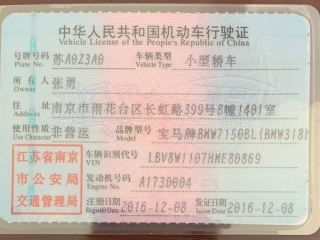 中华人民共和国机动车行驶证
Vehicle License of the People's Republic of China
号牌号码 苏A0Z3A0 车辆类型 小型轿车
Plate No. Vehicle Type
所有人 张勇
Owner
住址 南京市雨花台区长虹路399号8幢1401室
Address
使用性质 非营运 品牌型号 宝马牌BMW7150BL(BMW318)
Use Character Model
江苏省南京
市公安局
交通管理局
车辆识别代号 LBV8W1107HME80869
VIN
发动机号码 A173D004
Engine No.
注册日期 2016-12-08 发证日期 2016-12-08
Register Date Issue Date